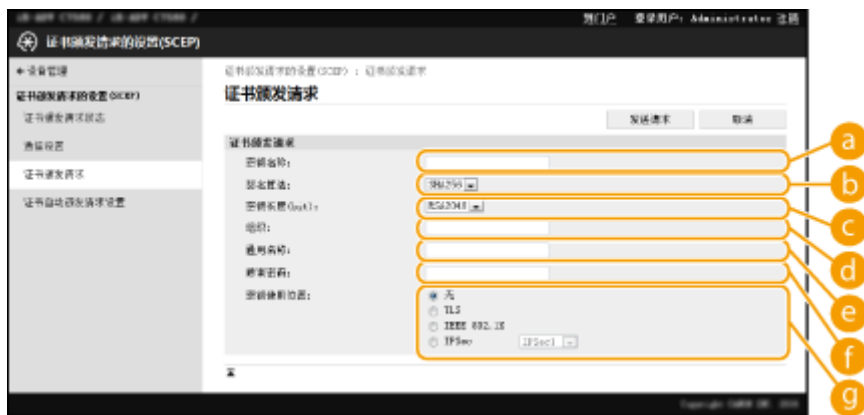 到门户 登录用户: Administrator 注销
证书颁发请求的设置(SCEP)
设备管理
证书颁发请求的设置(SCEP) : 证书颁发请求
证书颁发请求的设置(SCEP)
证书颁发请求
证书颁发请求状态
发送请求 取消
通信设置
证书颁发请求
证书颁发请求
密钥名称: a
证书自动颁发请求设置
签名算法: SHA256 b
密钥长度(bit): RSA2048 c
组织: d
通用名称: e
质询密码: f
密钥使用位置: 无 g
TLS
IEEE 802.1X
IPSec IPSec1